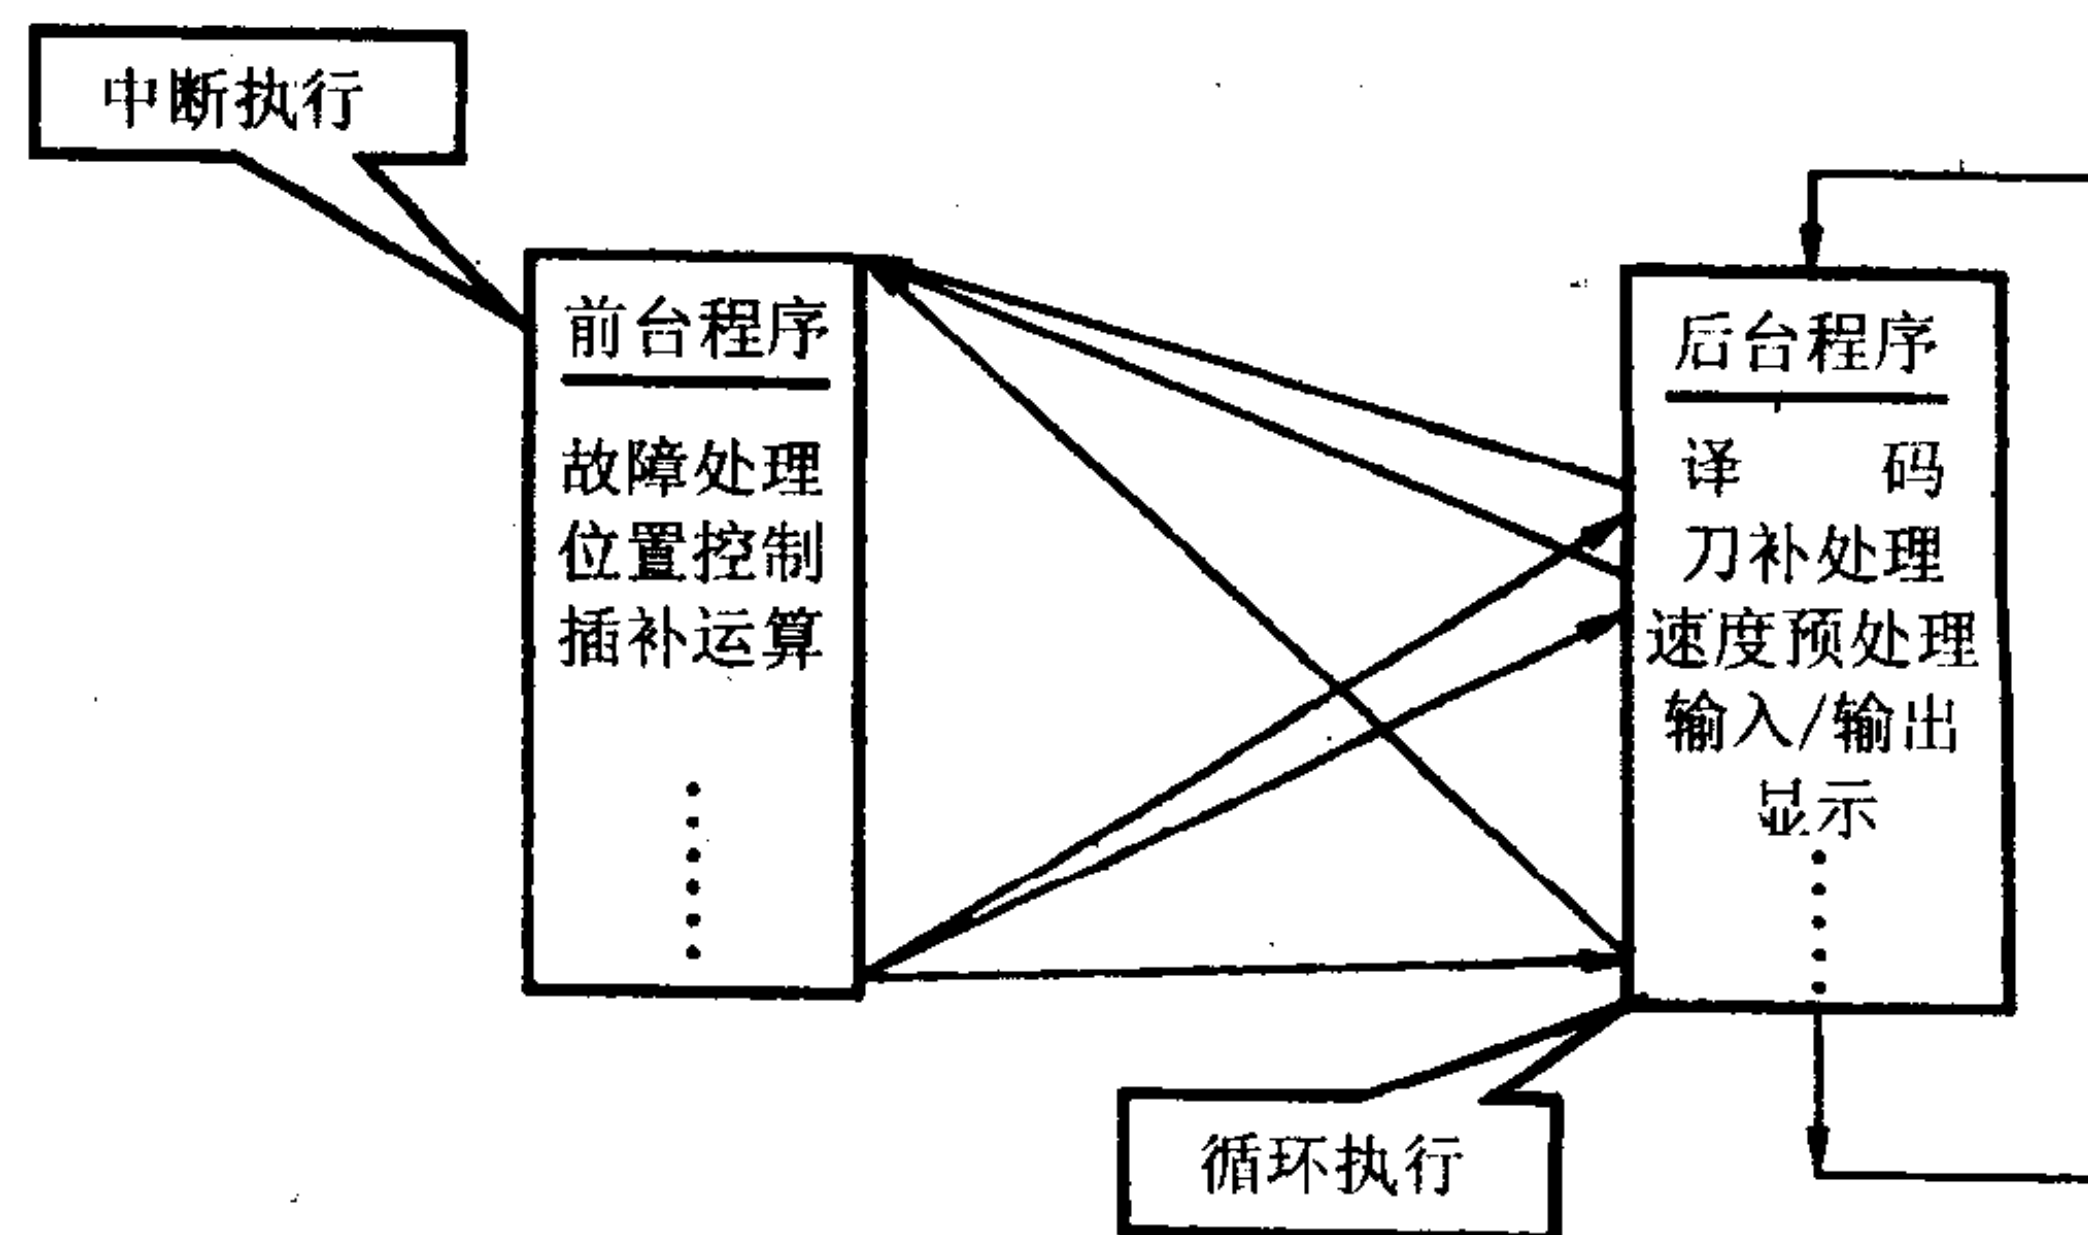 中断执行
前台程序
故障处理
位置控制
插补运算
后台程序
译 码
刀补处理
速度预处理
输入/输出
显示
循环执行